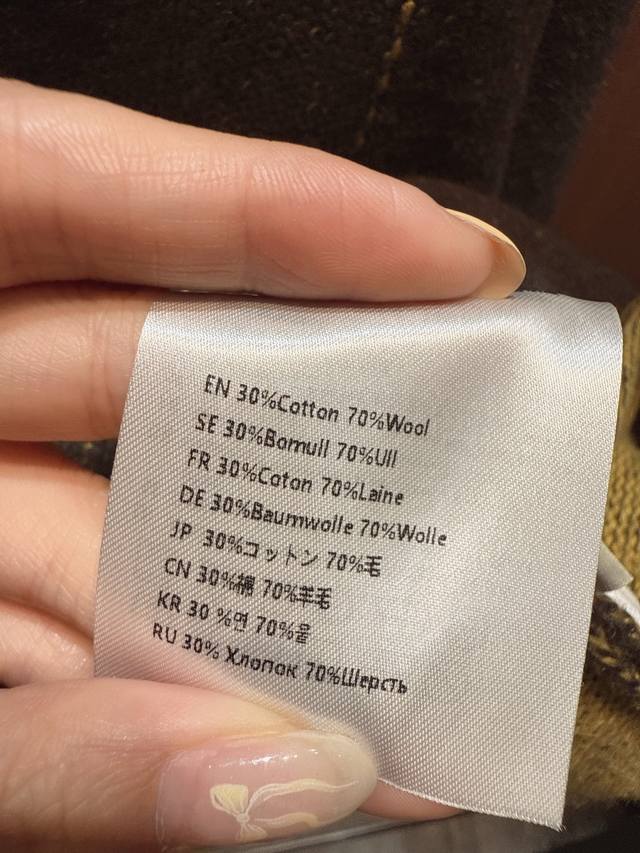 EN 30%Cotton 70%Wool
SE 30%Bomull 70%Ull
FR 30%Coton 70%Laine
DE 30%Baumwolle 70%Wolle
JP 30%コットン 70%毛
CN 30%棉 70%羊毛
KR 30 %면 70%울
RU 30% Хлопок 70%Шерсть